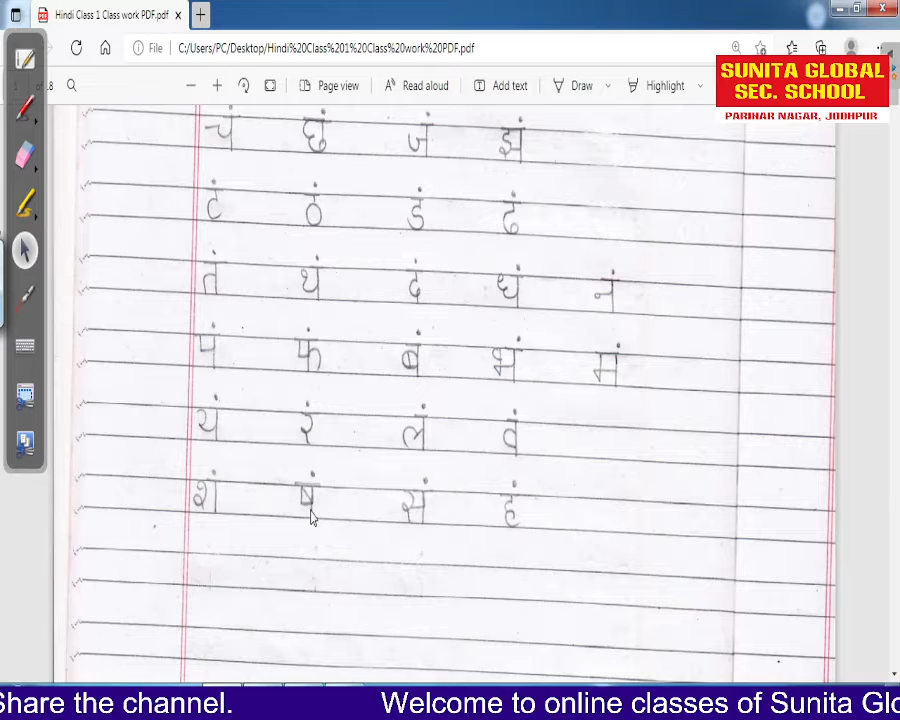 Hindi Class 1 Class work PDF.pdf
File C:/Users/PC/Desktop/Hindi%20Class%201%20Class%20work%20PDF.pdf
Page view Read aloud Add text Draw Highlight
SUNITA GLOBAL
SEC. SCHOOL
PARIHAR NAGAR, JODHPUR
चं छं जं झं
टं ठं डं ढं
तं थं दं धं नं
पं फं बं भं मं
यं रं लं वं
शं षं सं हं
Share the channel. Welcome to online classes of Sunita Glo